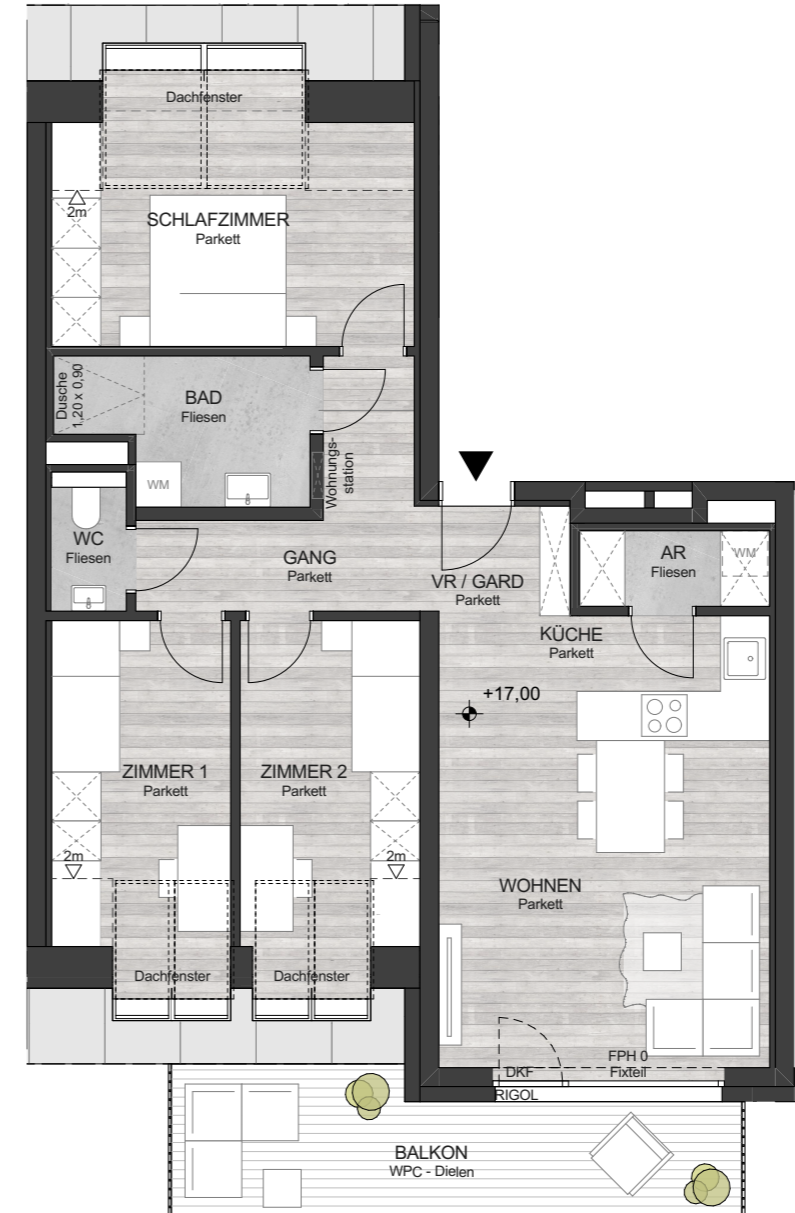 Dachfenster
2m
SCHLAFZIMMER
Parkett
Dusche
1,20 x 0,90
BAD
Fliesen
WM
Wohnungs-
station
WC
Fliesen
GANG
Parkett
VR / GARD
Parkett
AR
Fliesen
WM
KÜCHE
Parkett
+17,00
ZIMMER 1
Parkett
ZIMMER 2
Parkett
2m
2m
WOHNEN
Parkett
Dachfenster
Dachfenster
DKF
FPH 0
Fixteil
RIGOL
BALKON
WPC - Dielen